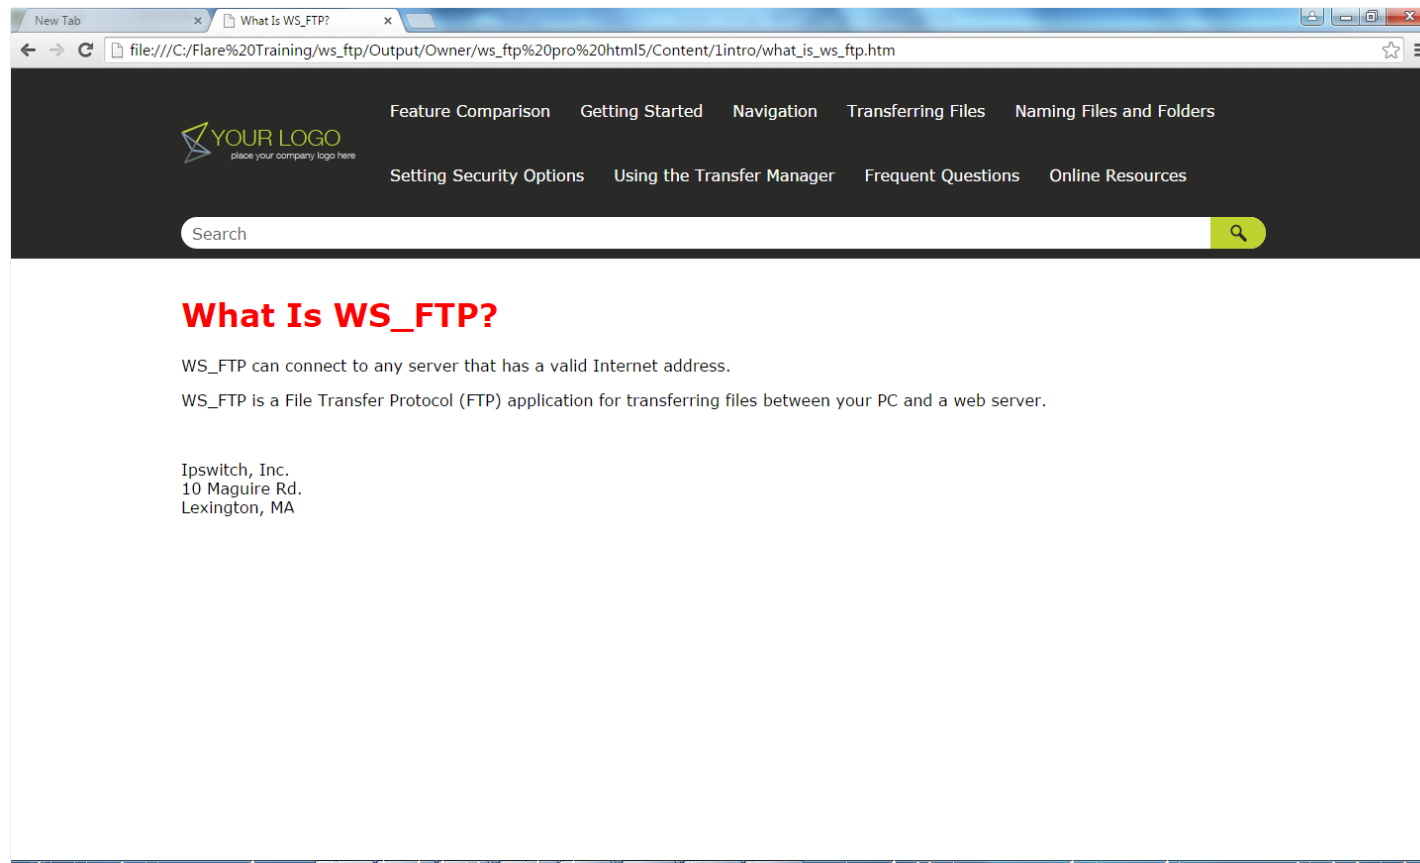 New Tab
What Is WS_FTP?
file:///C:/Flare%20Training/ws_ftp/Output/Owner/ws_ftp%20pro%20html5/Content/1intro/what_is_ws_ftp.htm
Feature Comparison Getting Started Navigation Transferring Files Naming Files and Folders
YOUR LOGO
place your company logo here
Setting Security Options Using the Transfer Manager Frequent Questions Online Resources
Search
What Is WS_FTP?
WS_FTP can connect to any server that has a valid Internet address.
WS_FTP is a File Transfer Protocol (FTP) application for transferring files between your PC and a web server.
Ipswitch, Inc.
10 Maguire Rd.
Lexington, MA